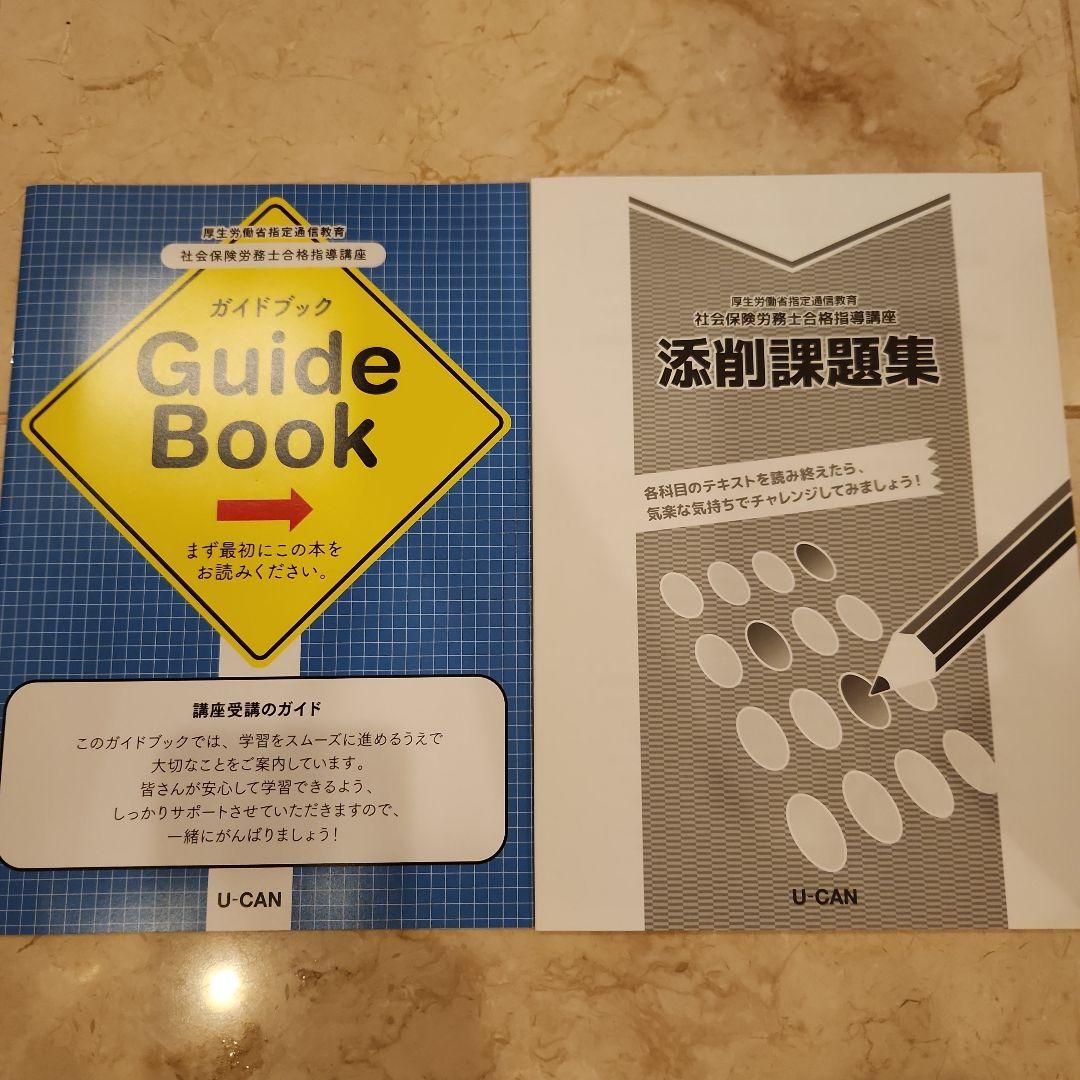 厚生労働省指定通信教育
社会保険労務士合格指導講座
ガイドブック
Guide
Book
まず最初にこの本を
お読みください。
講座受講のガイド
このガイドブックでは、学習をスムーズに進めるうえで
大切なことをご案内しています。
皆さんが安心して学習できるよう、
しっかりサポートさせていただきますので、
一緒にがんばりましょう!
U-CAN
厚生労働省指定通信教育
社会保険労務士合格指導講座
添削課題集
各科目のテキストを読み終えたら、
気楽な気持ちでチャレンジしてみましょう!
U-CAN